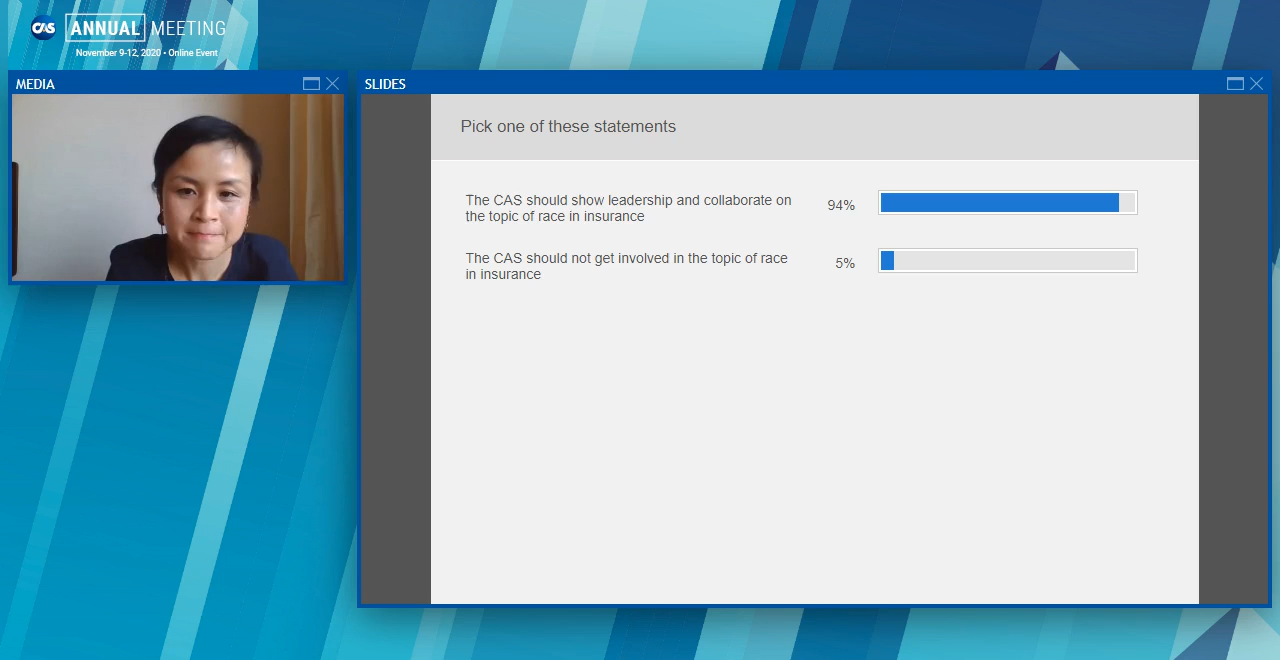 CAS ANNUAL MEETING
November 9-12, 2020 • Online Event
MEDIA
SLIDES
Pick one of these statements
The CAS should show leadership and collaborate on
the topic of race in insurance
94%
The CAS should not get involved in the topic of race
in insurance
5%